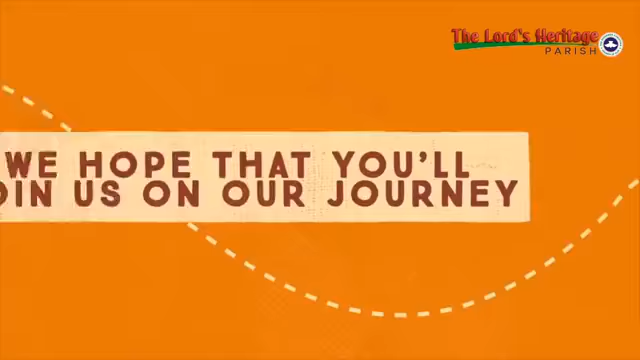 The Lord's Heritage
PARISH
WE HOPE THAT YOU'LL
OIN US ON OUR JOURNEY